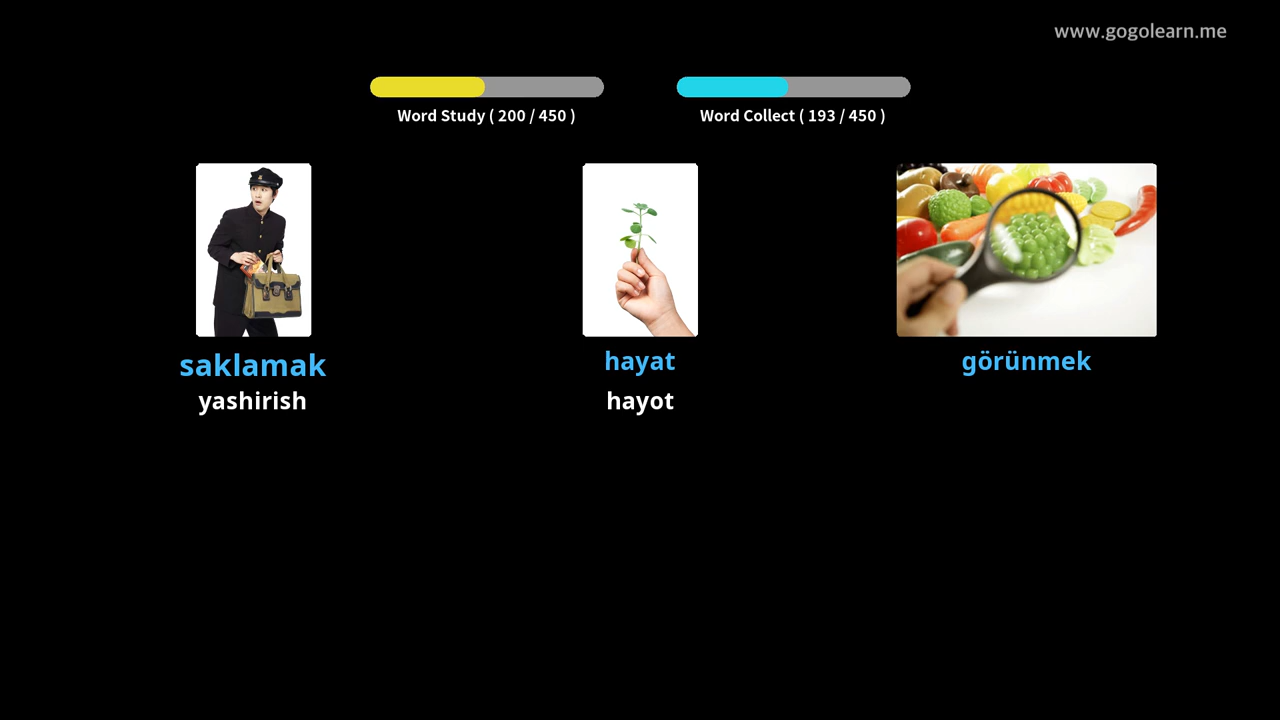 www.gogolearn.me
Word Study ( 200 / 450 )
Word Collect ( 193 / 450 )
saklamak
yashirish
hayat
hayot
görünmek